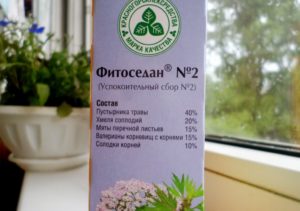 КРАСНОГОРСКЛЕКСРЕДСТВА
МАРКА КАЧЕСТВА
Фитоседан® №2
(Успокоительный сбор №2)
Состав
Пустырника травы 40%
Хмеля соплодий 20%
Мяты перечной листьев 15%
Валерианы корневищ с корнями 15%
Солодки корней 10%